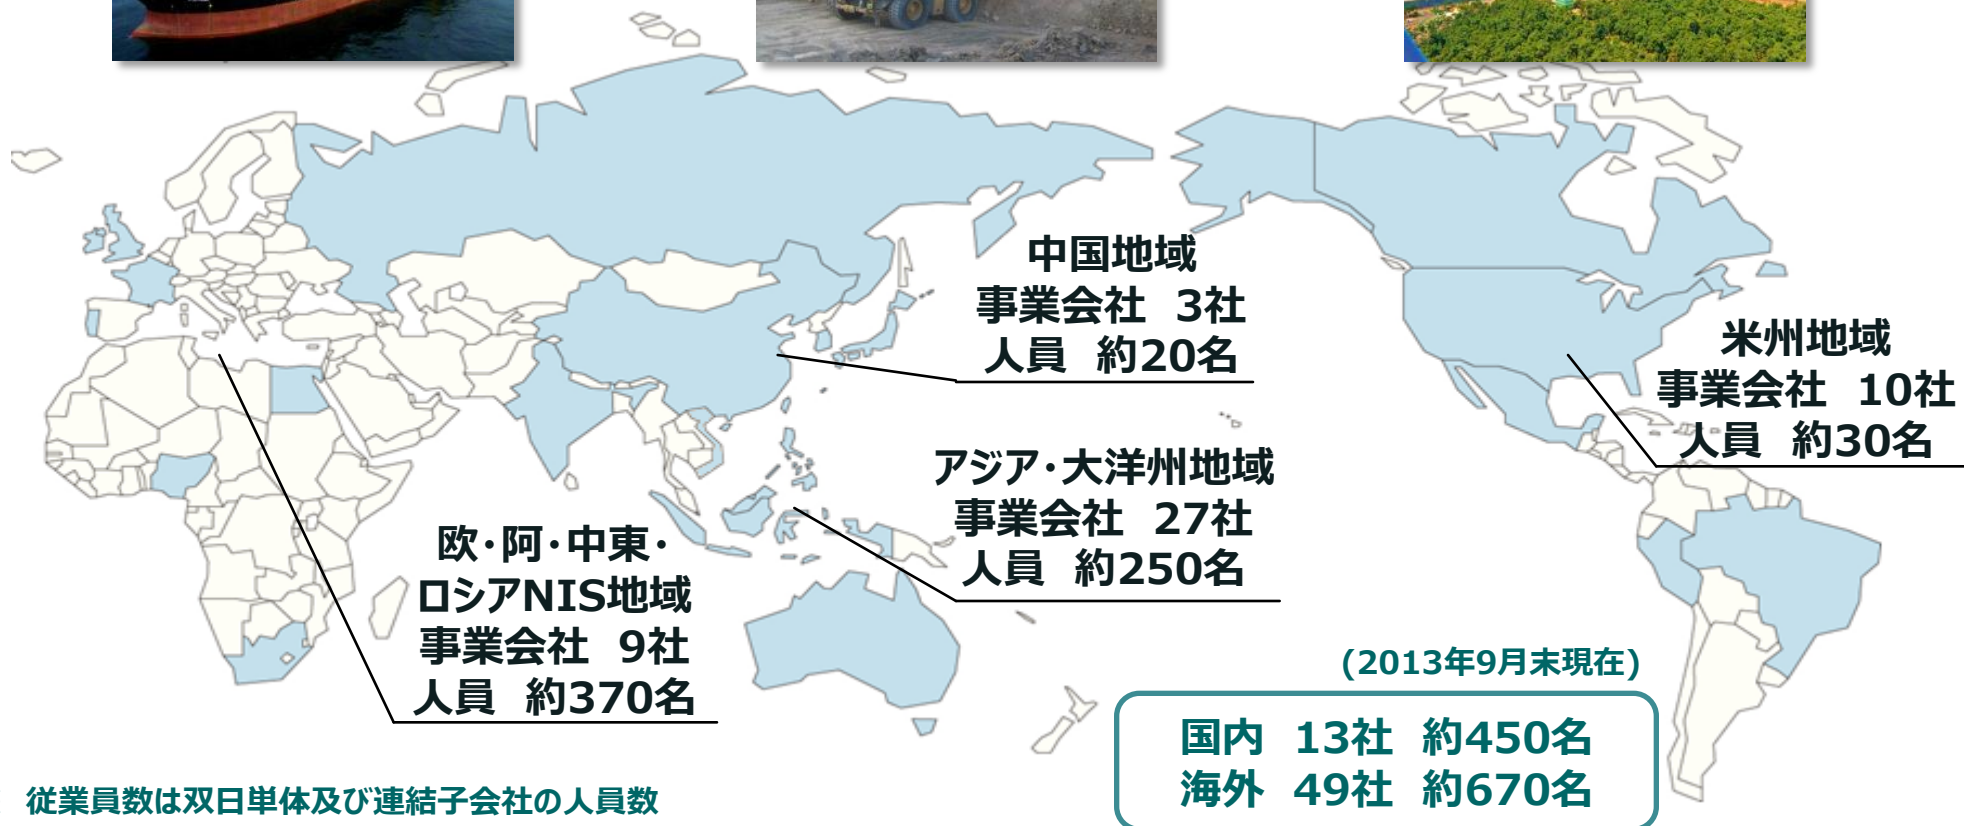 中国地域
事業会社 3社
人員 約20名
米州地域
事業会社 10社
人員 約30名
アジア・大洋州地域
事業会社 27社
人員 約250名
欧・阿・中東・
ロシアNIS地域
事業会社 9社
人員 約370名
(2013年9月末現在)
国内 13社 約450名
海外 49社 約670名
従業員数は双日単体及び連結子会社の人員数